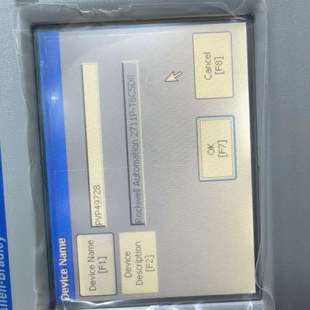 Allen-Bradley
Device Name
Device Name
[F1]
PVP49728
Device
Description
[F2]
Rockwell Automation 2711P-T6C5D8
OK
[F7]
Cancel
[F8]